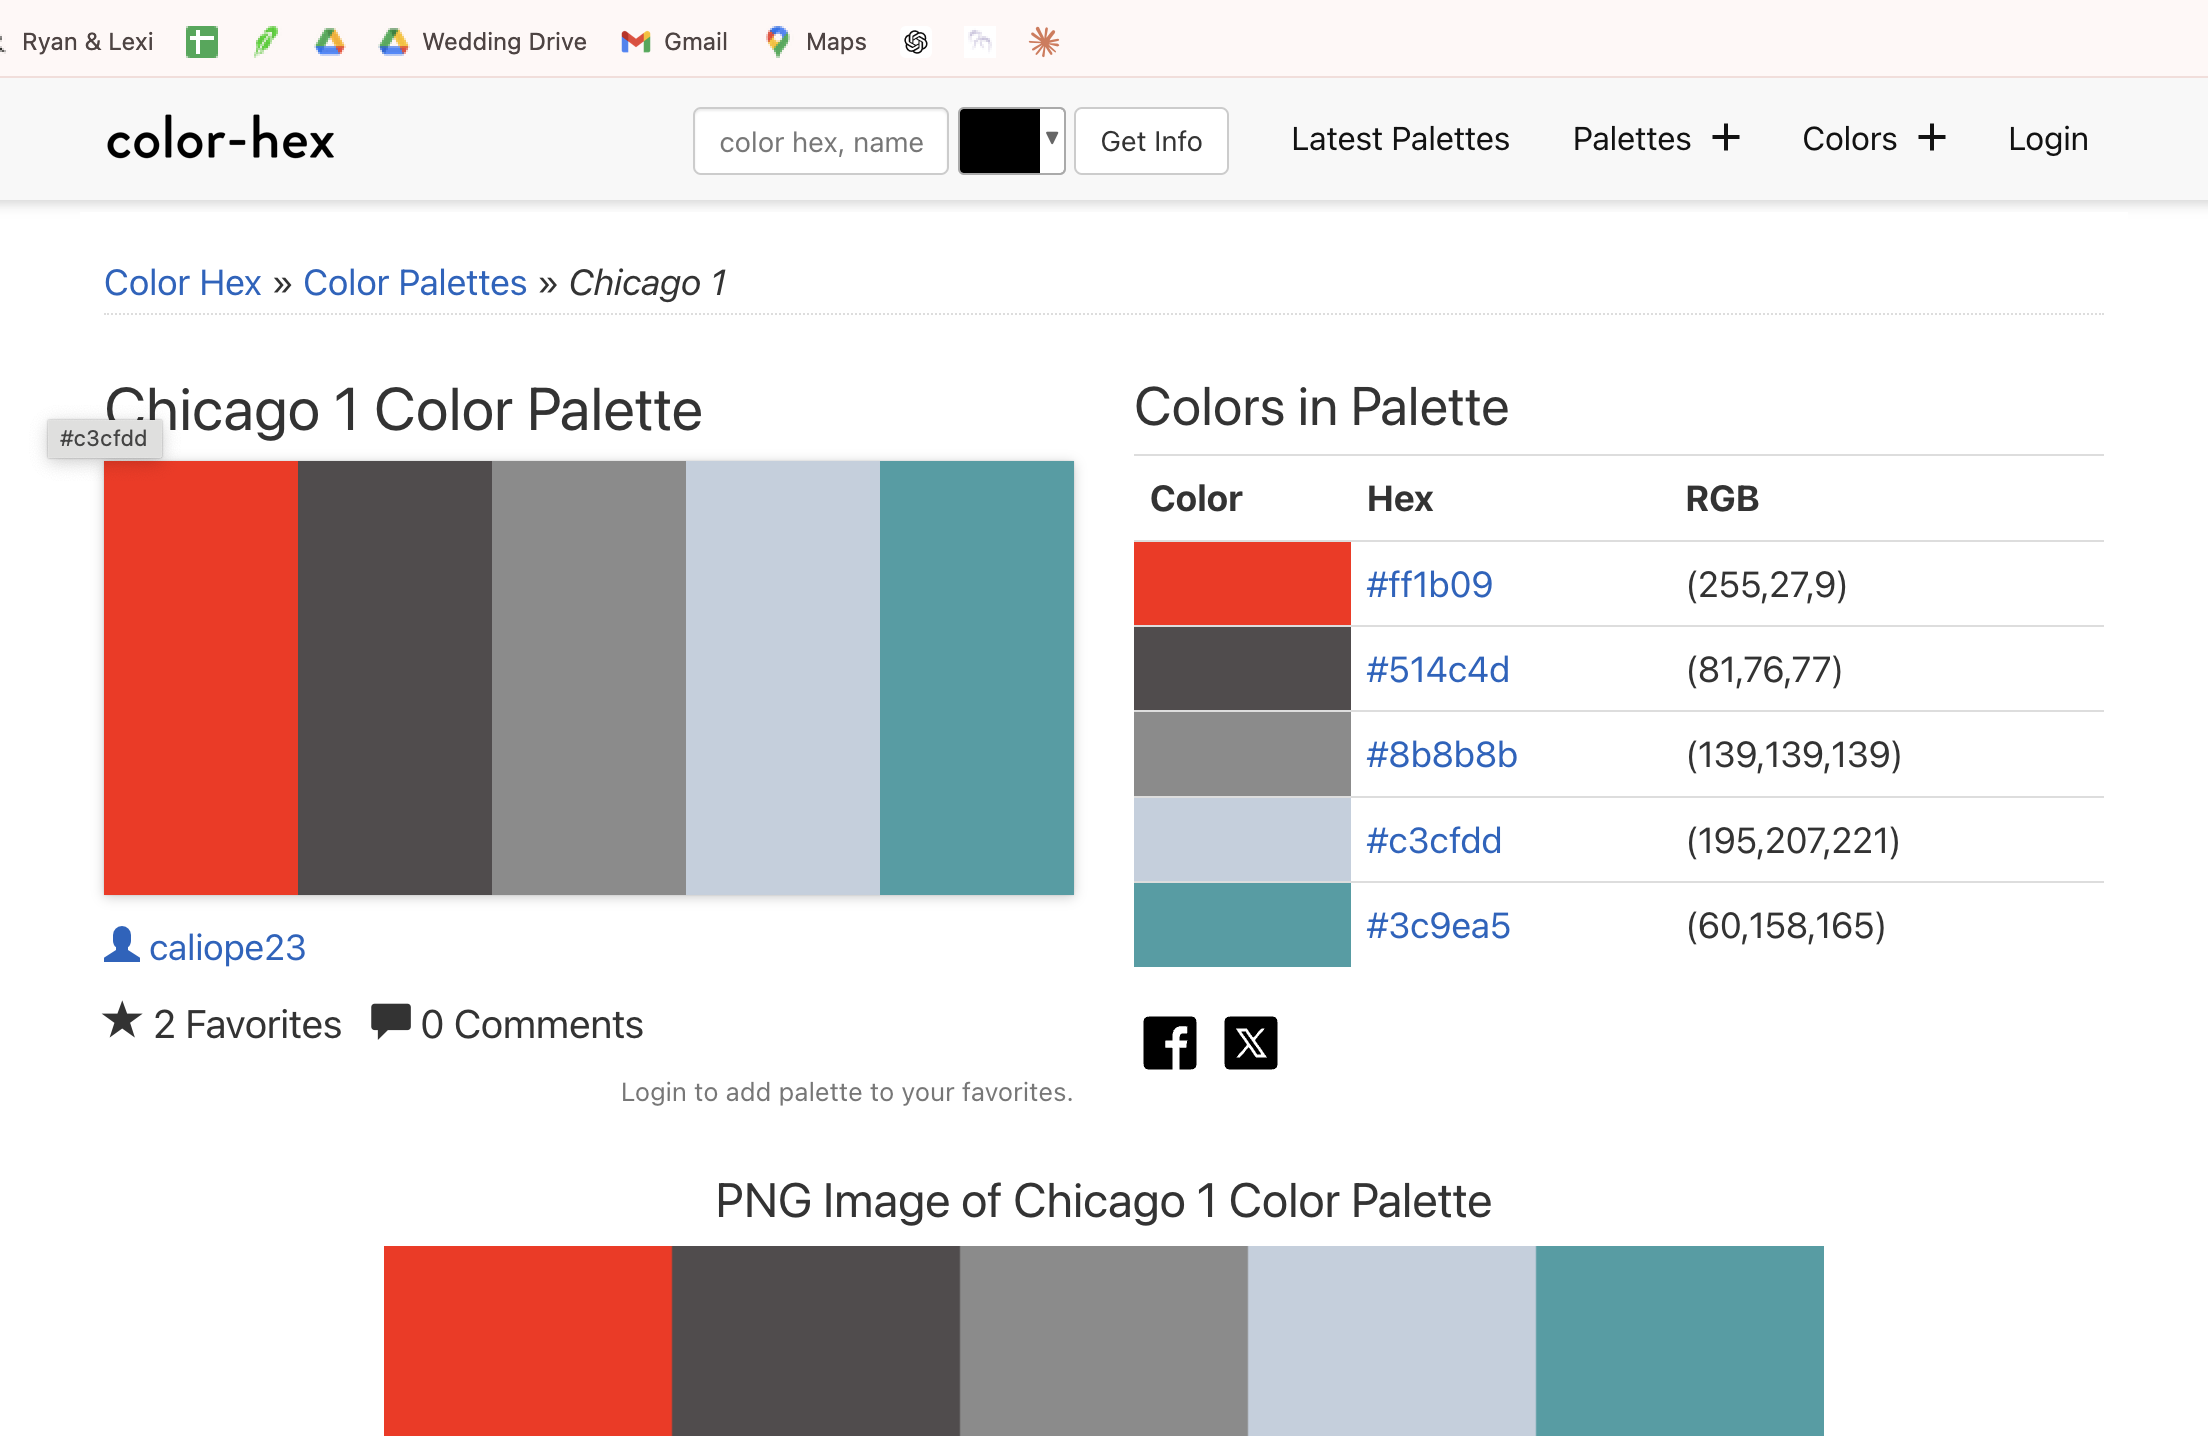 Ryan & Lexi Wedding Drive Gmail Maps
color-hex color hex, name Get Info Latest Palettes Palettes + Colors + Login
Color Hex » Color Palettes » Chicago 1
Chicago 1 Color Palette
#c3cfdd
caliope23
2 Favorites 0 Comments
Login to add palette to your favorites.
Colors in Palette
Color Hex RGB
#ff1b09 (255,27,9)
#514c4d (81,76,77)
#8b8b8b (139,139,139)
#c3cfdd (195,207,221)
#3c9ea5 (60,158,165)
PNG Image of Chicago 1 Color Palette